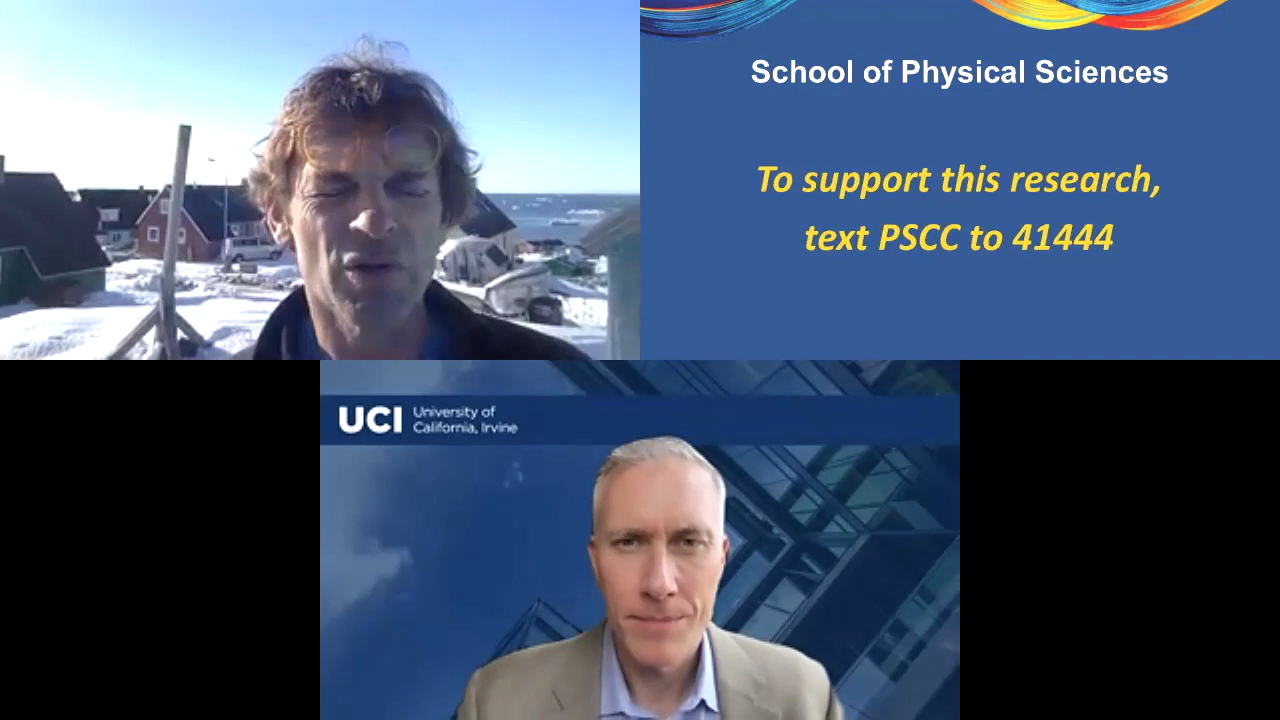 School of Physical Sciences
To support this research,
text PSCC to 41444
UCI University of
California, Irvine